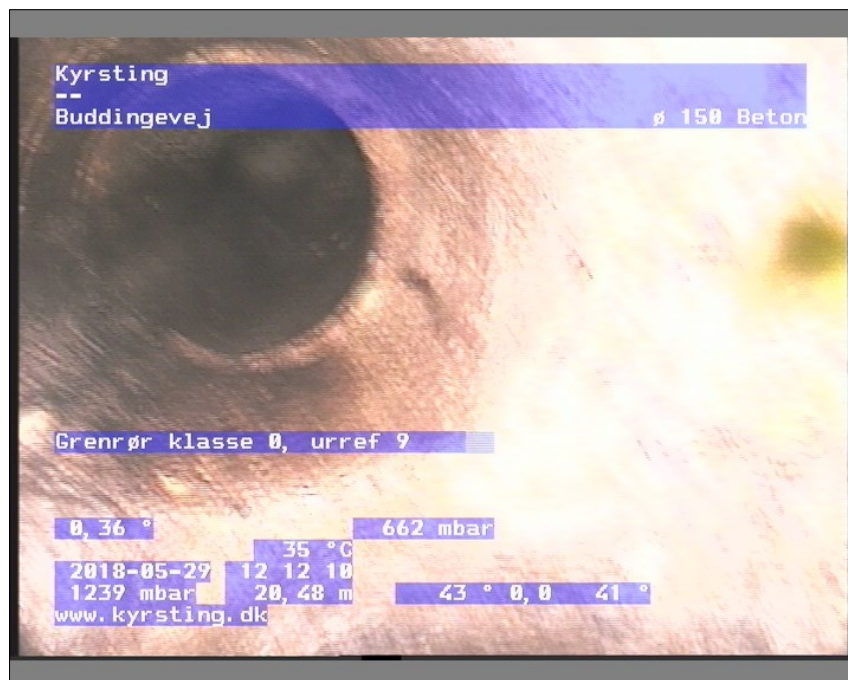 Kyrsting
--
Buddingevej ø 150 Beton
Grenrør klasse 0, urref 9
0,36 ° 662 mbar
35 °C
2018-05-29 12 12 10
1239 mbar 20,48 m 43 ° 0,0 41 °
www.kyrsting.dk